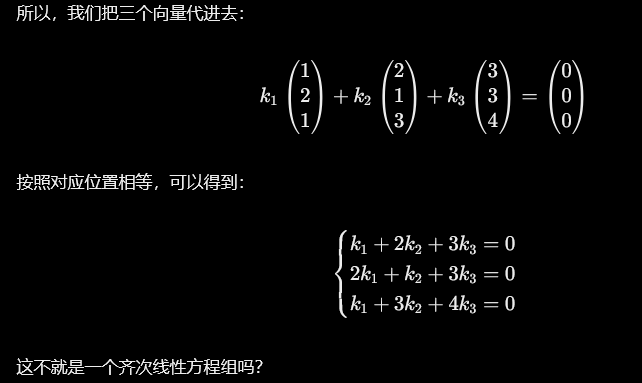 所以，我们把三个向量代进去：
k₁ (1 2 1) + k₂ (2 1 3) + k₃ (3 3 4) = (0 0 0)
按照对应位置相等，可以得到：
k₁ + 2k₂ + 3k₃ = 0
2k₁ + k₂ + 3k₃ = 0
k₁ + 3k₂ + 4k₃ = 0
这不就是一个齐次线性方程组吗？